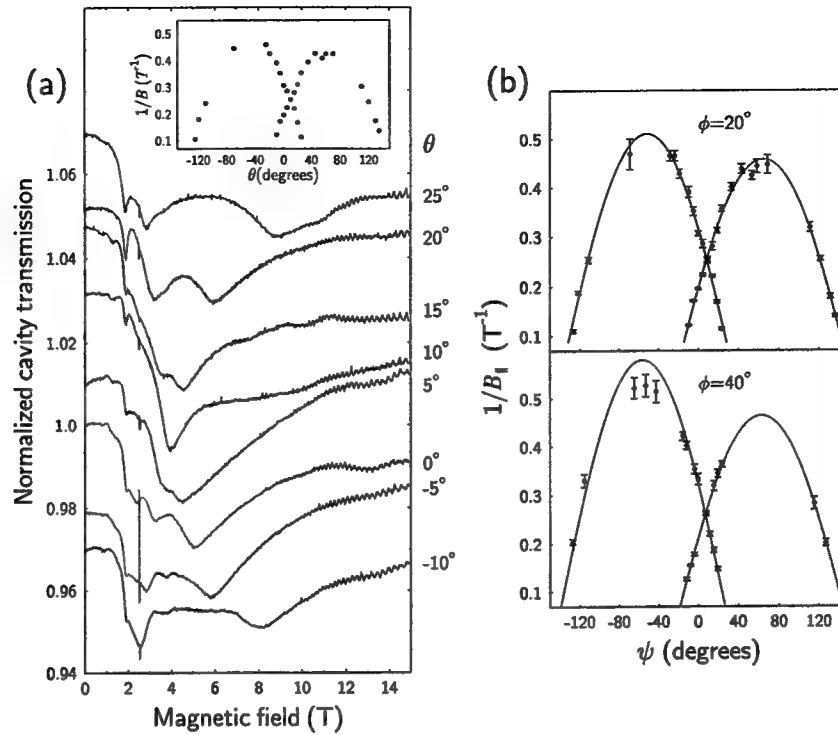 (a)
1/B (T⁻¹)
0.5
0.4
0.3
0.2
0.1
-120 -80 -40 0 40 80 120
θ(degrees)
Normalized cavity transmission
1.06
1.04
1.02
1.0
0.98
0.96
0.94
θ
25°
20°
15°
10°
5°
0°
-5°
-10°
0 2 4 6 8 10 12 14
Magnetic field (T)
(b)
1/B∥ (T⁻¹)
ϕ=20°
0.5
0.4
0.3
0.2
0.1
ϕ=40°
0.5
0.4
0.3
0.2
0.1
-120 -80 -40 0 40 80 120
ψ (degrees)